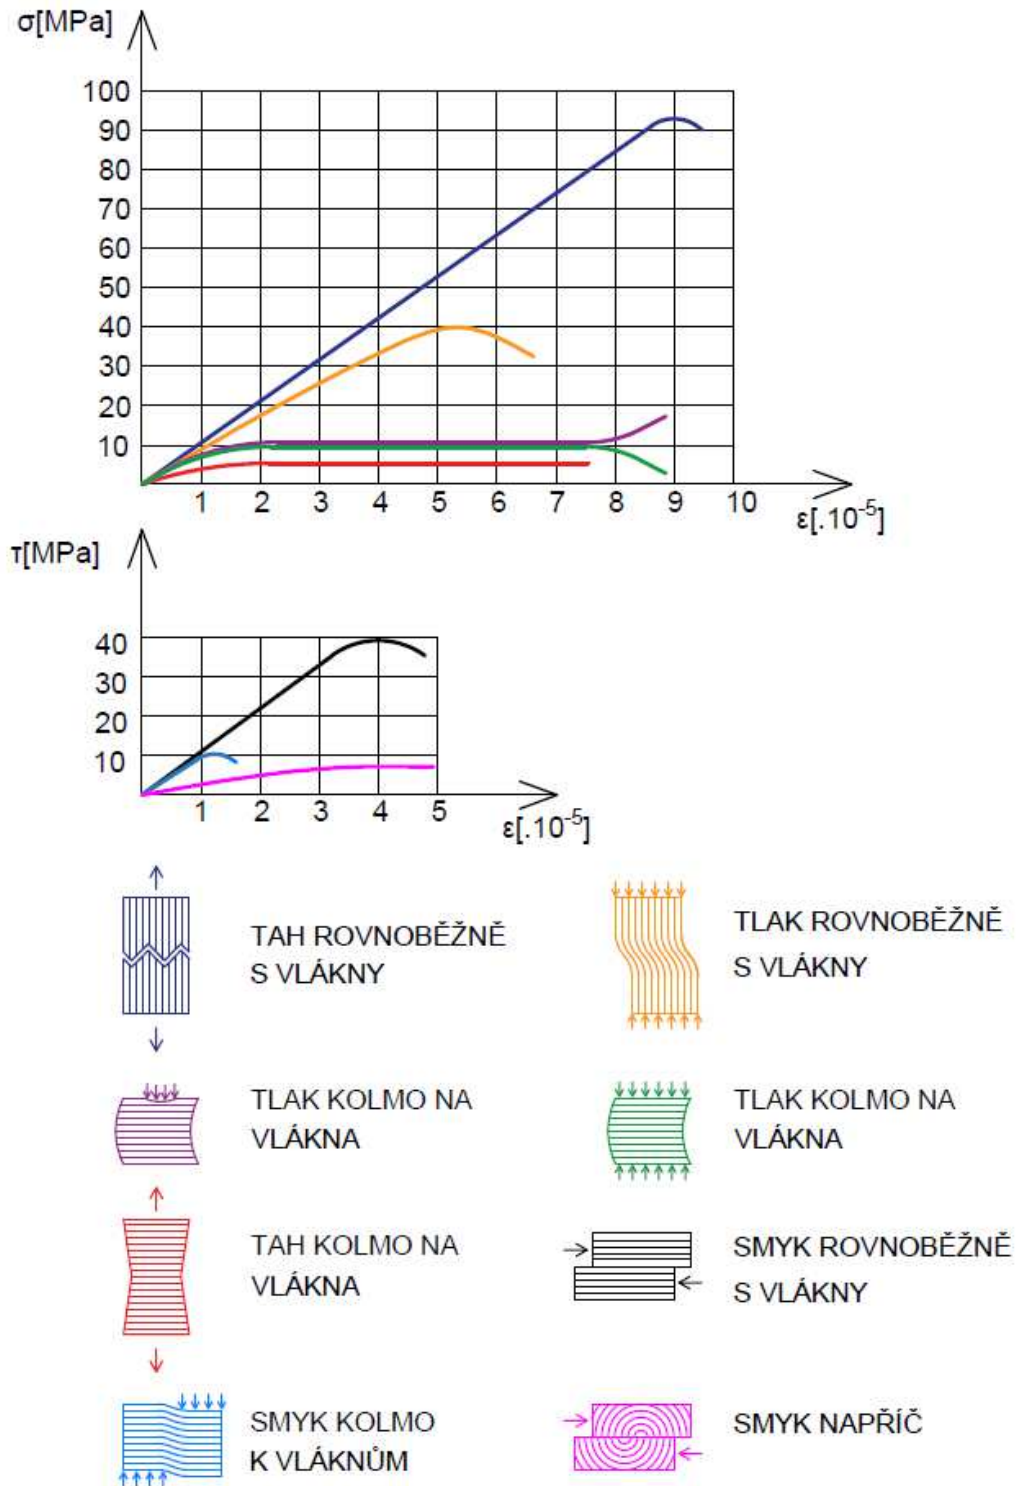 σ[MPa]
100
90
80
70
60
50
40
30
20
10
1 2 3 4 5 6 7 8 9 10
ε[.10⁻⁵]
τ[MPa]
40
30
20
10
1 2 3 4 5
ε[.10⁻⁵]
TAH ROVNOBĚŽNĚ
S VLÁKNY
TLAK ROVNOBĚŽNĚ
S VLÁKNY
TLAK KOLMO NA
VLÁKNA
TLAK KOLMO NA
VLÁKNA
TAH KOLMO NA
VLÁKNA
SMYK ROVNOBĚŽNĚ
S VLÁKNY
SMYK KOLMO
K VLÁKNŮM
SMYK NAPŘÍČ